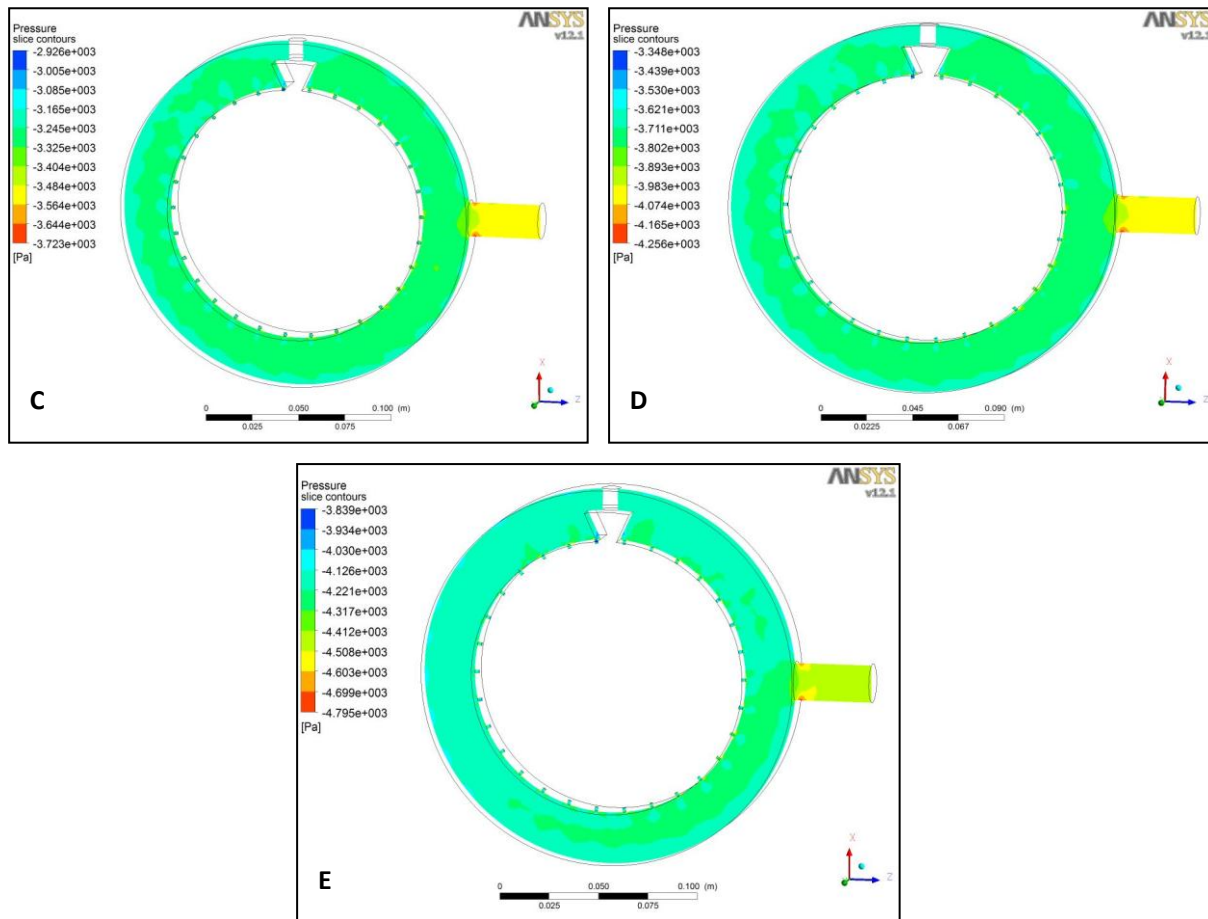 Pressure
slice contours
-2.926e+003
-3.005e+003
-3.085e+003
-3.165e+003
-3.245e+003
-3.325e+003
-3.404e+003
-3.484e+003
-3.564e+003
-3.644e+003
-3.723e+003
[Pa]
ANSYS
v12.1
X
Z
0 0.050 0.100 (m)
0.025 0.075
C
Pressure
slice contours
-3.348e+003
-3.439e+003
-3.530e+003
-3.621e+003
-3.711e+003
-3.802e+003
-3.893e+003
-3.983e+003
-4.074e+003
-4.165e+003
-4.256e+003
[Pa]
ANSYS
v12.1
X
Z
0 0.045 0.090 (m)
0.0225 0.067
D
Pressure
slice contours
-3.839e+003
-3.934e+003
-4.030e+003
-4.126e+003
-4.221e+003
-4.317e+003
-4.412e+003
-4.508e+003
-4.603e+003
-4.699e+003
-4.795e+003
[Pa]
ANSYS
v12.1
X
Z
0 0.050 0.100 (m)
0.025 0.075
E